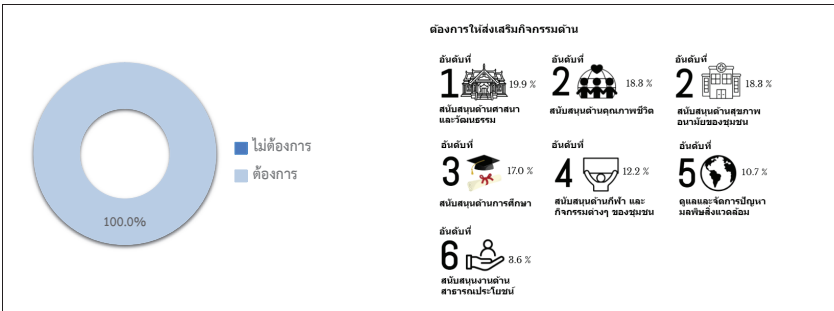 ต้องการให้ส่งเสริมกิจกรรมด้าน
อันดับที่
1 19.9 %
สนับสนุนด้านศาสนา
และวัฒนธรรม
อันดับที่
2 18.3 %
สนับสนุนด้านคุณภาพชีวิต
อันดับที่
2 18.3 %
สนับสนุนด้านสุขภาพ
อนามัยของชุมชน
ไม่ต้องการ
ต้องการ
100.0%
อันดับที่
3 17.0 %
สนับสนุนด้านการศึกษา
อันดับที่
4 12.2 %
สนับสนุนด้านกีฬา และ
กิจกรรมต่างๆ ของชุมชน
อันดับที่
5 10.7 %
ดูแลและจัดการปัญหา
มลพิษสิ่งแวดล้อม
อันดับที่
6 3.6 %
สนับสนุนงานด้าน
สาธารณประโยชน์